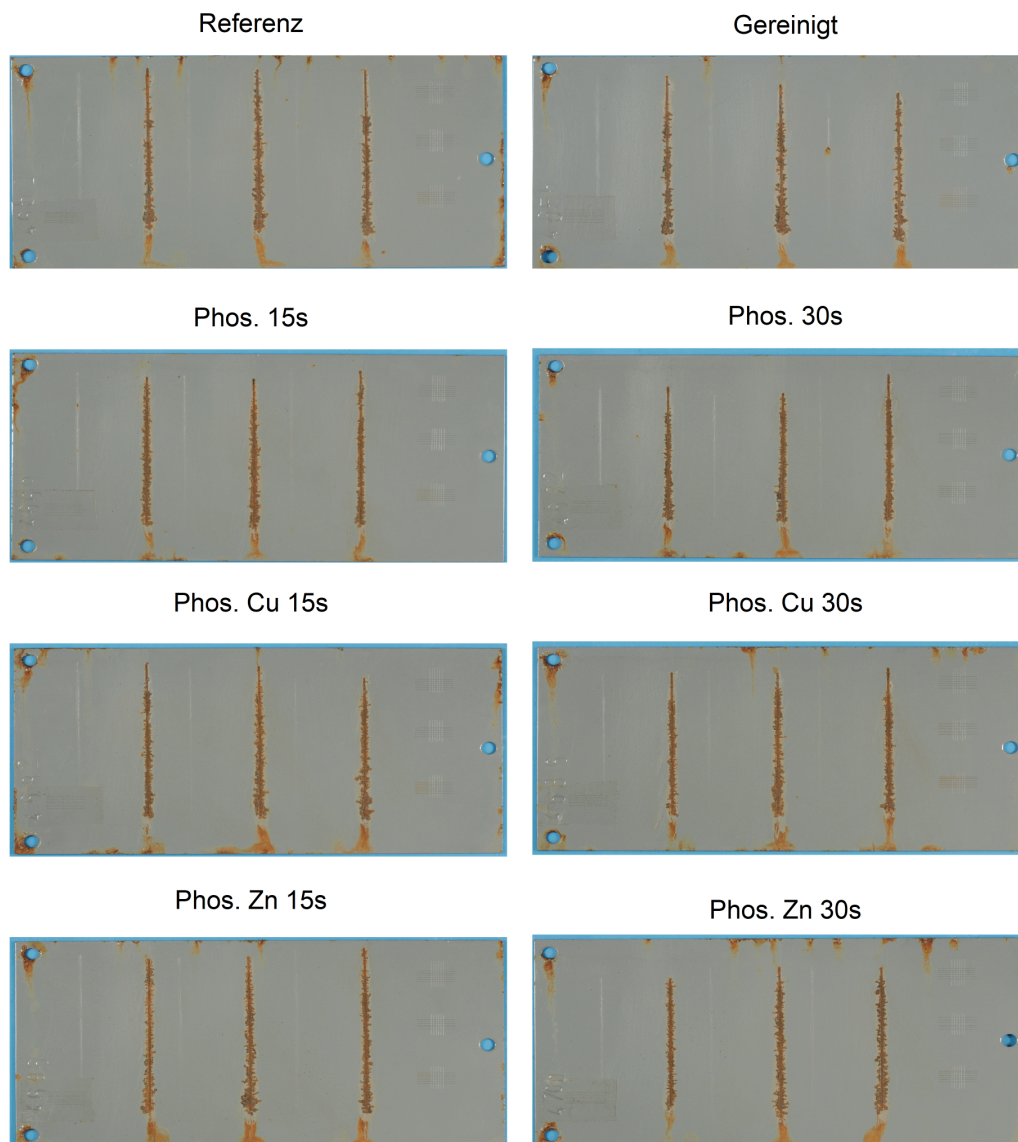 Referenz
Gereinigt
Phos. 15s
Phos. 30s
Phos. Cu 15s
Phos. Cu 30s
Phos. Zn 15s
Phos. Zn 30s